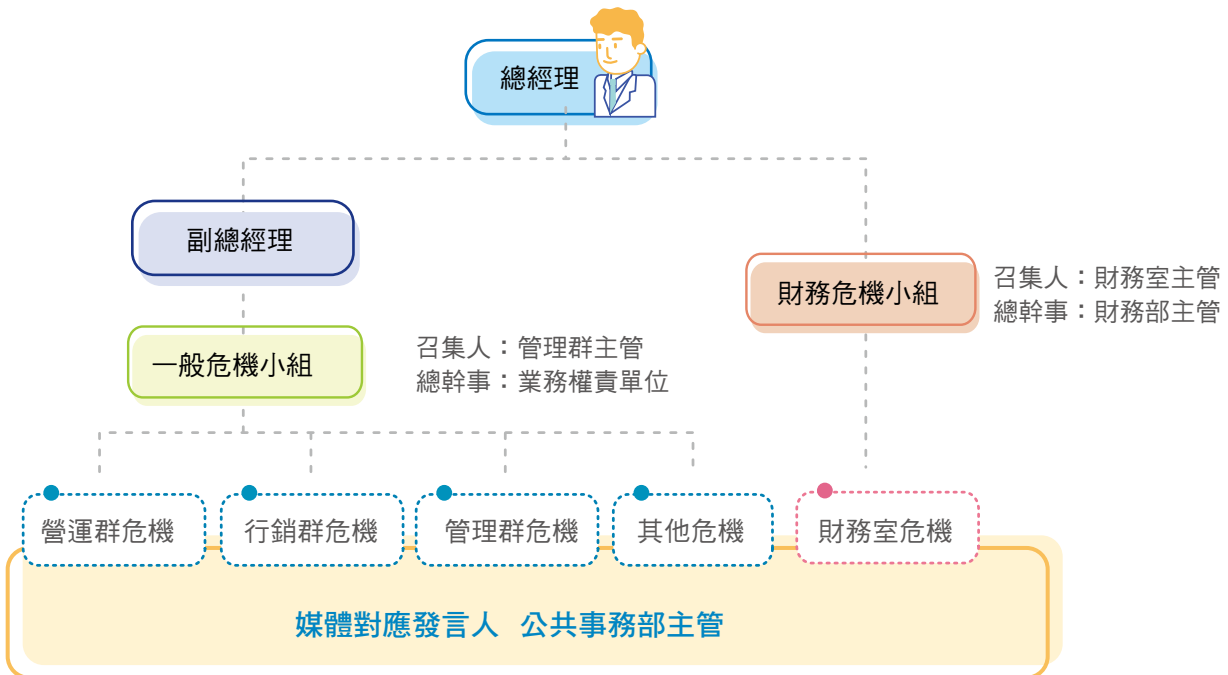 總經理
副總經理
財務危機小組
召集人：財務室主管
總幹事：財務部主管
一般危機小組
召集人：管理群主管
總幹事：業務權責單位
營運群危機
行銷群危機
管理群危機
其他危機
財務室危機
媒體對應發言人 公共事務部主管